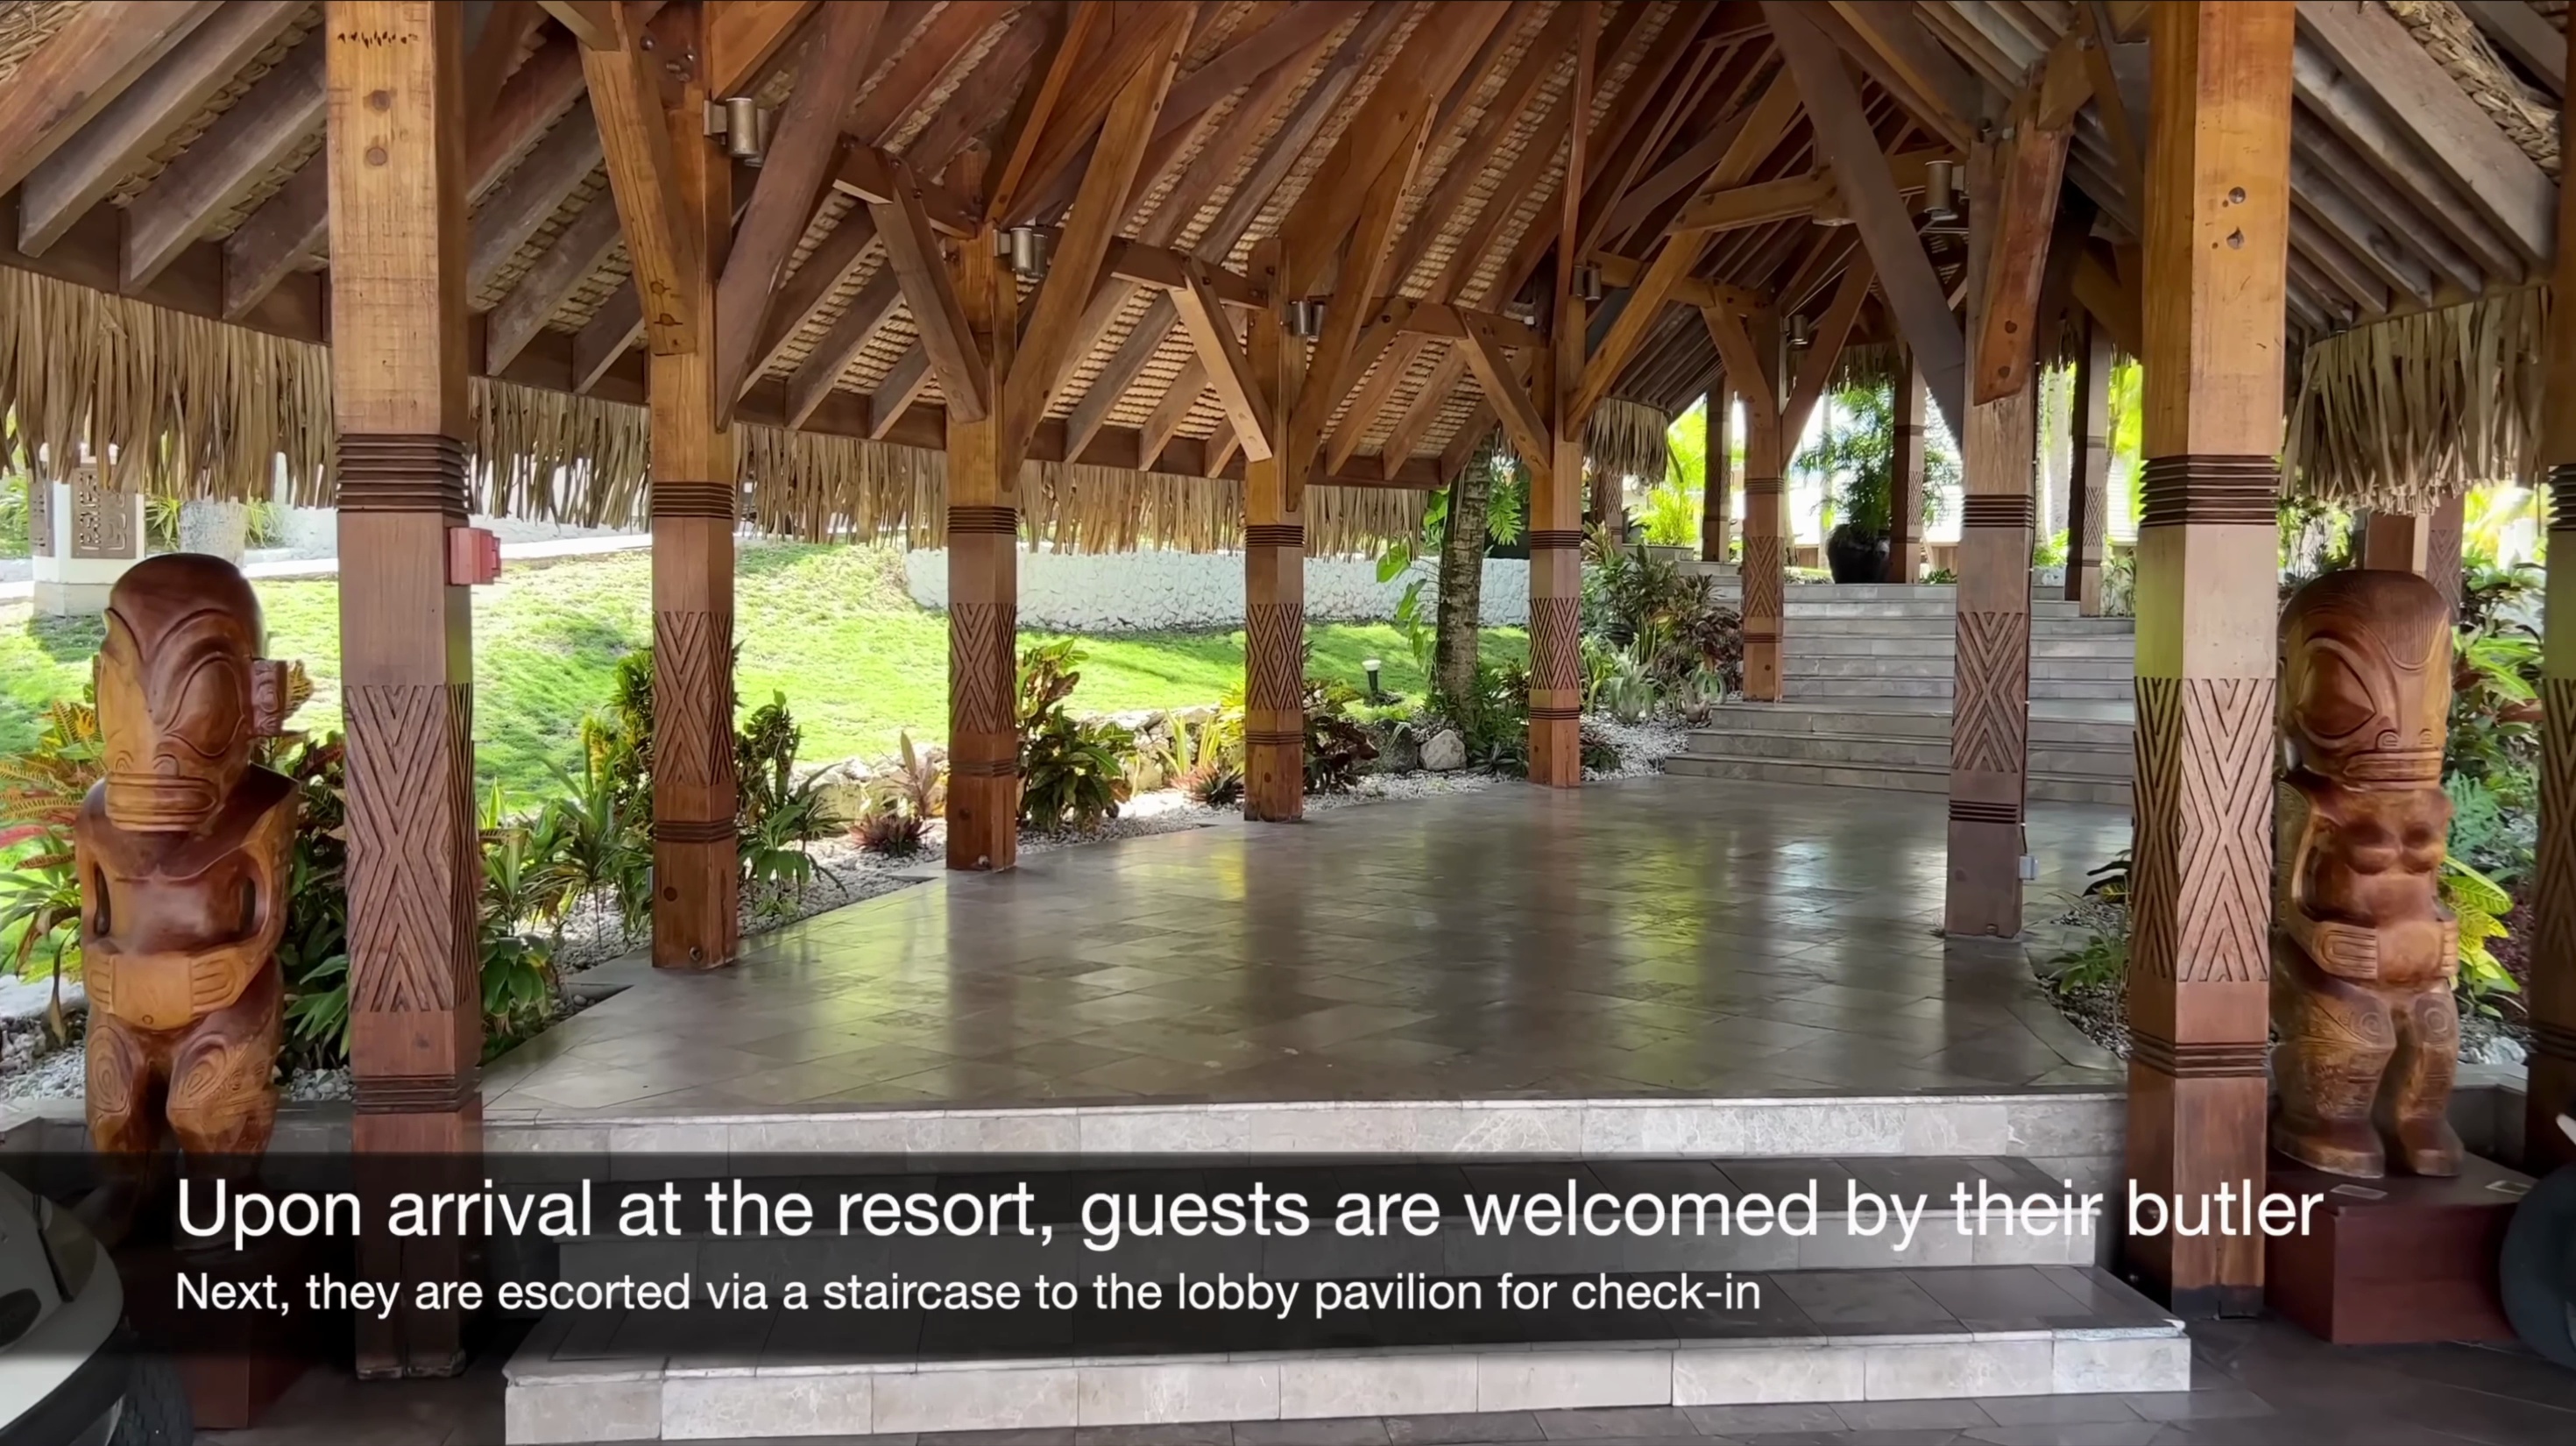 Upon arrival at the resort, guests are welcomed by their butler
Next, they are escorted via a staircase to the lobby pavilion for check-in